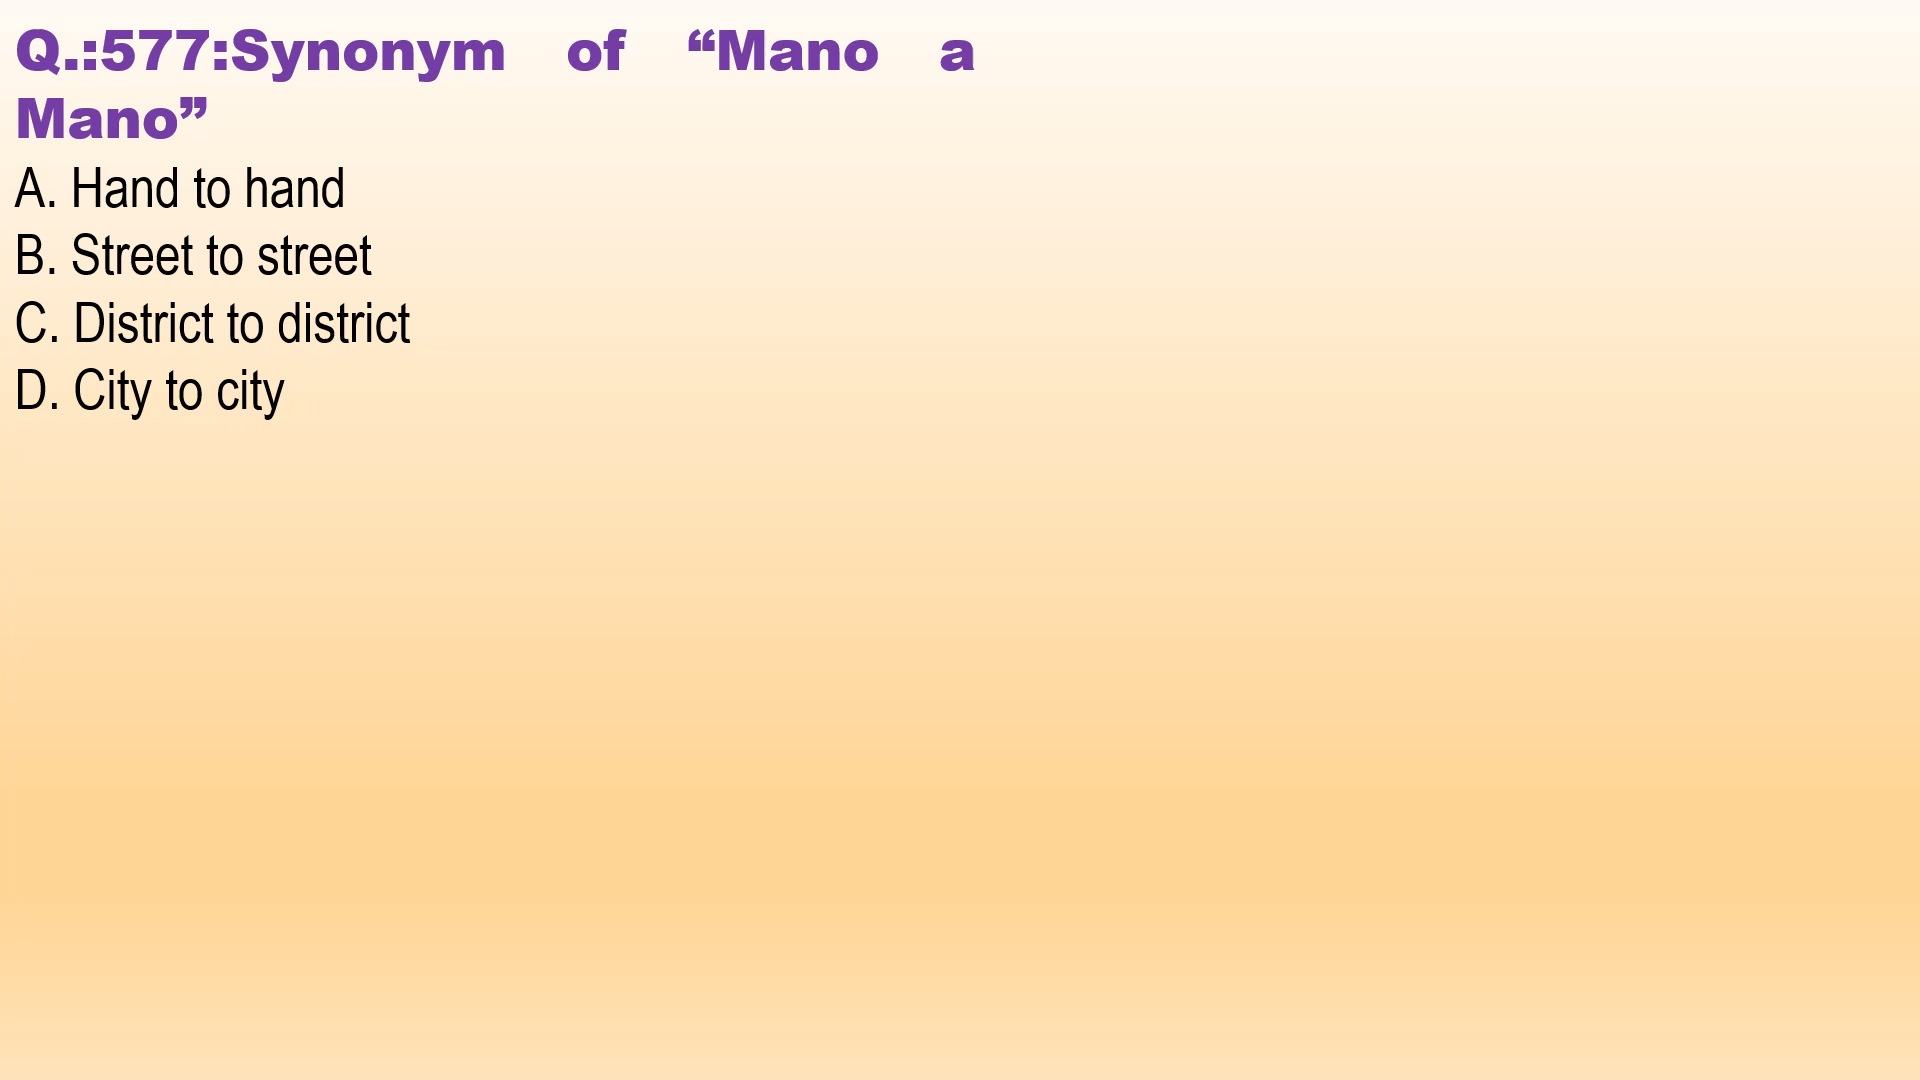 Q.:577:Synonym of “Mano a
Mano”
A. Hand to hand
B. Street to street
C. District to district
D. City to city